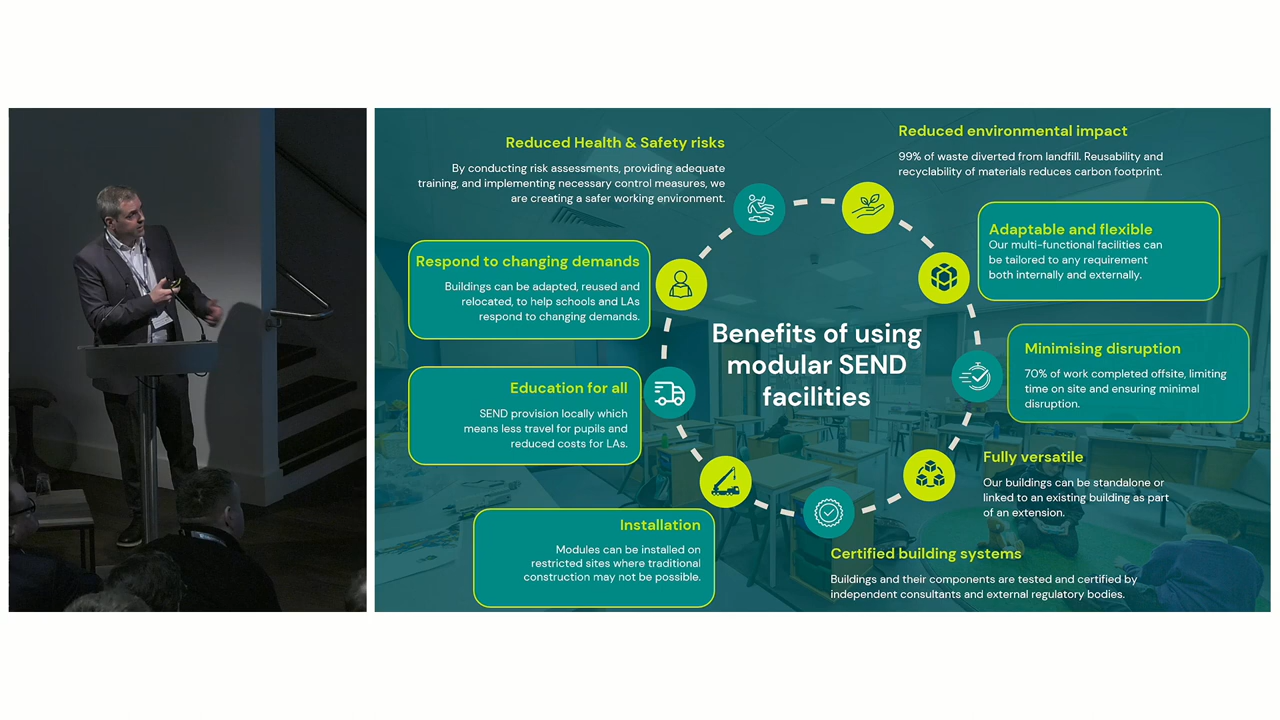 Reduced Health & Safety risks
By conducting risk assessments, providing adequate
training, and implementing necessary control measures, we
are creating a safer working environment.
Reduced environmental impact
99% of waste diverted from landfill. Reusability and
recyclability of materials reduces carbon footprint.
Respond to changing demands
Buildings can be adapted, reused and
relocated, to help schools and LAs
respond to changing demands.
Adaptable and flexible
Our multi-functional facilities can
be tailored to any requirement
both internally and externally.
Benefits of using
modular SEND
facilities
Education for all
SEND provision locally which
means less travel for pupils and
reduced costs for LAs.
Minimising disruption
70% of work completed offsite, limiting
time on site and ensuring minimal
disruption.
Fully versatile
Our buildings can be standalone or
linked to an existing building as part
of an extension.
Installation
Modules can be installed on
restricted sites where traditional
construction may not be possible.
Certified building systems
Buildings and their components are tested and certified by
independent consultants and external regulatory bodies.